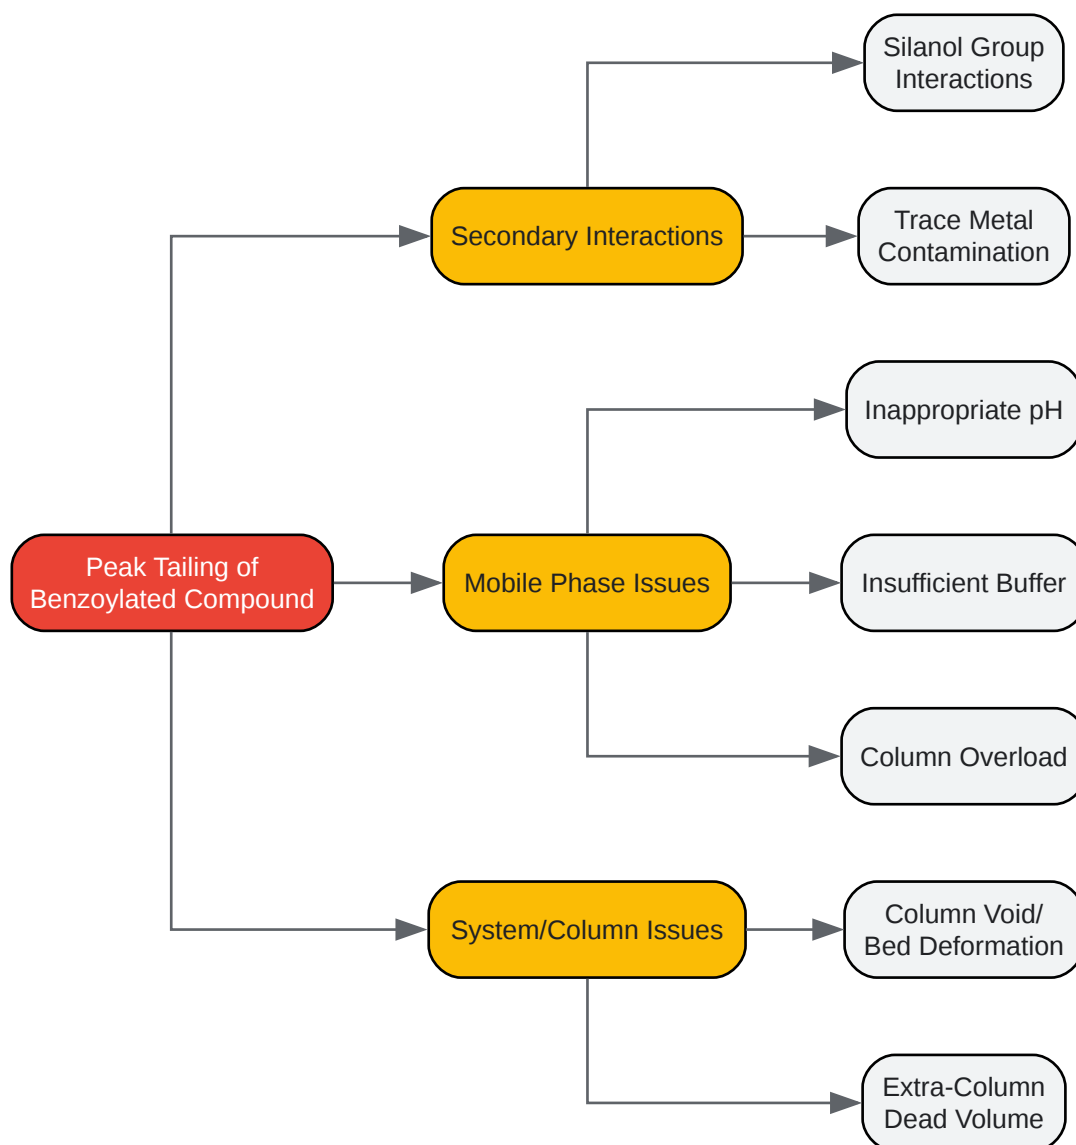 Peak Tailing of
Benzoylated Compound
Secondary Interactions
Silanol Group
Interactions
Trace Metal
Contamination
Mobile Phase Issues
Inappropriate pH
Insufficient Buffer
Column Overload
System/Column Issues
Column Void/
Bed Deformation
Extra-Column
Dead Volume